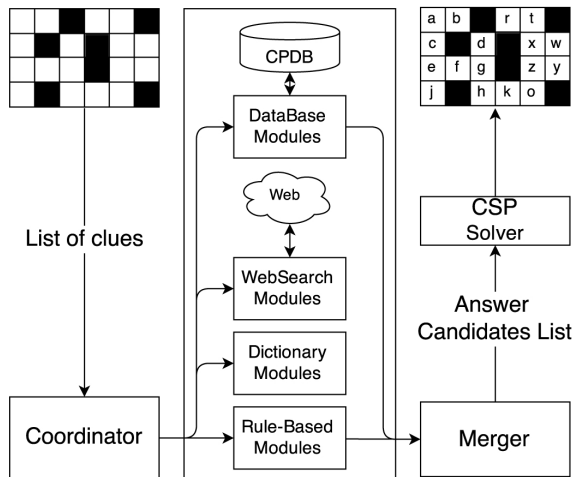 a b r t
c d x w
e f g z y
j h k o
CPDB
DataBase
Modules
Web
WebSearch
Modules
Dictionary
Modules
Rule-Based
Modules
List of clues
Coordinator
CSP
Solver
Answer
Candidates List
Merger